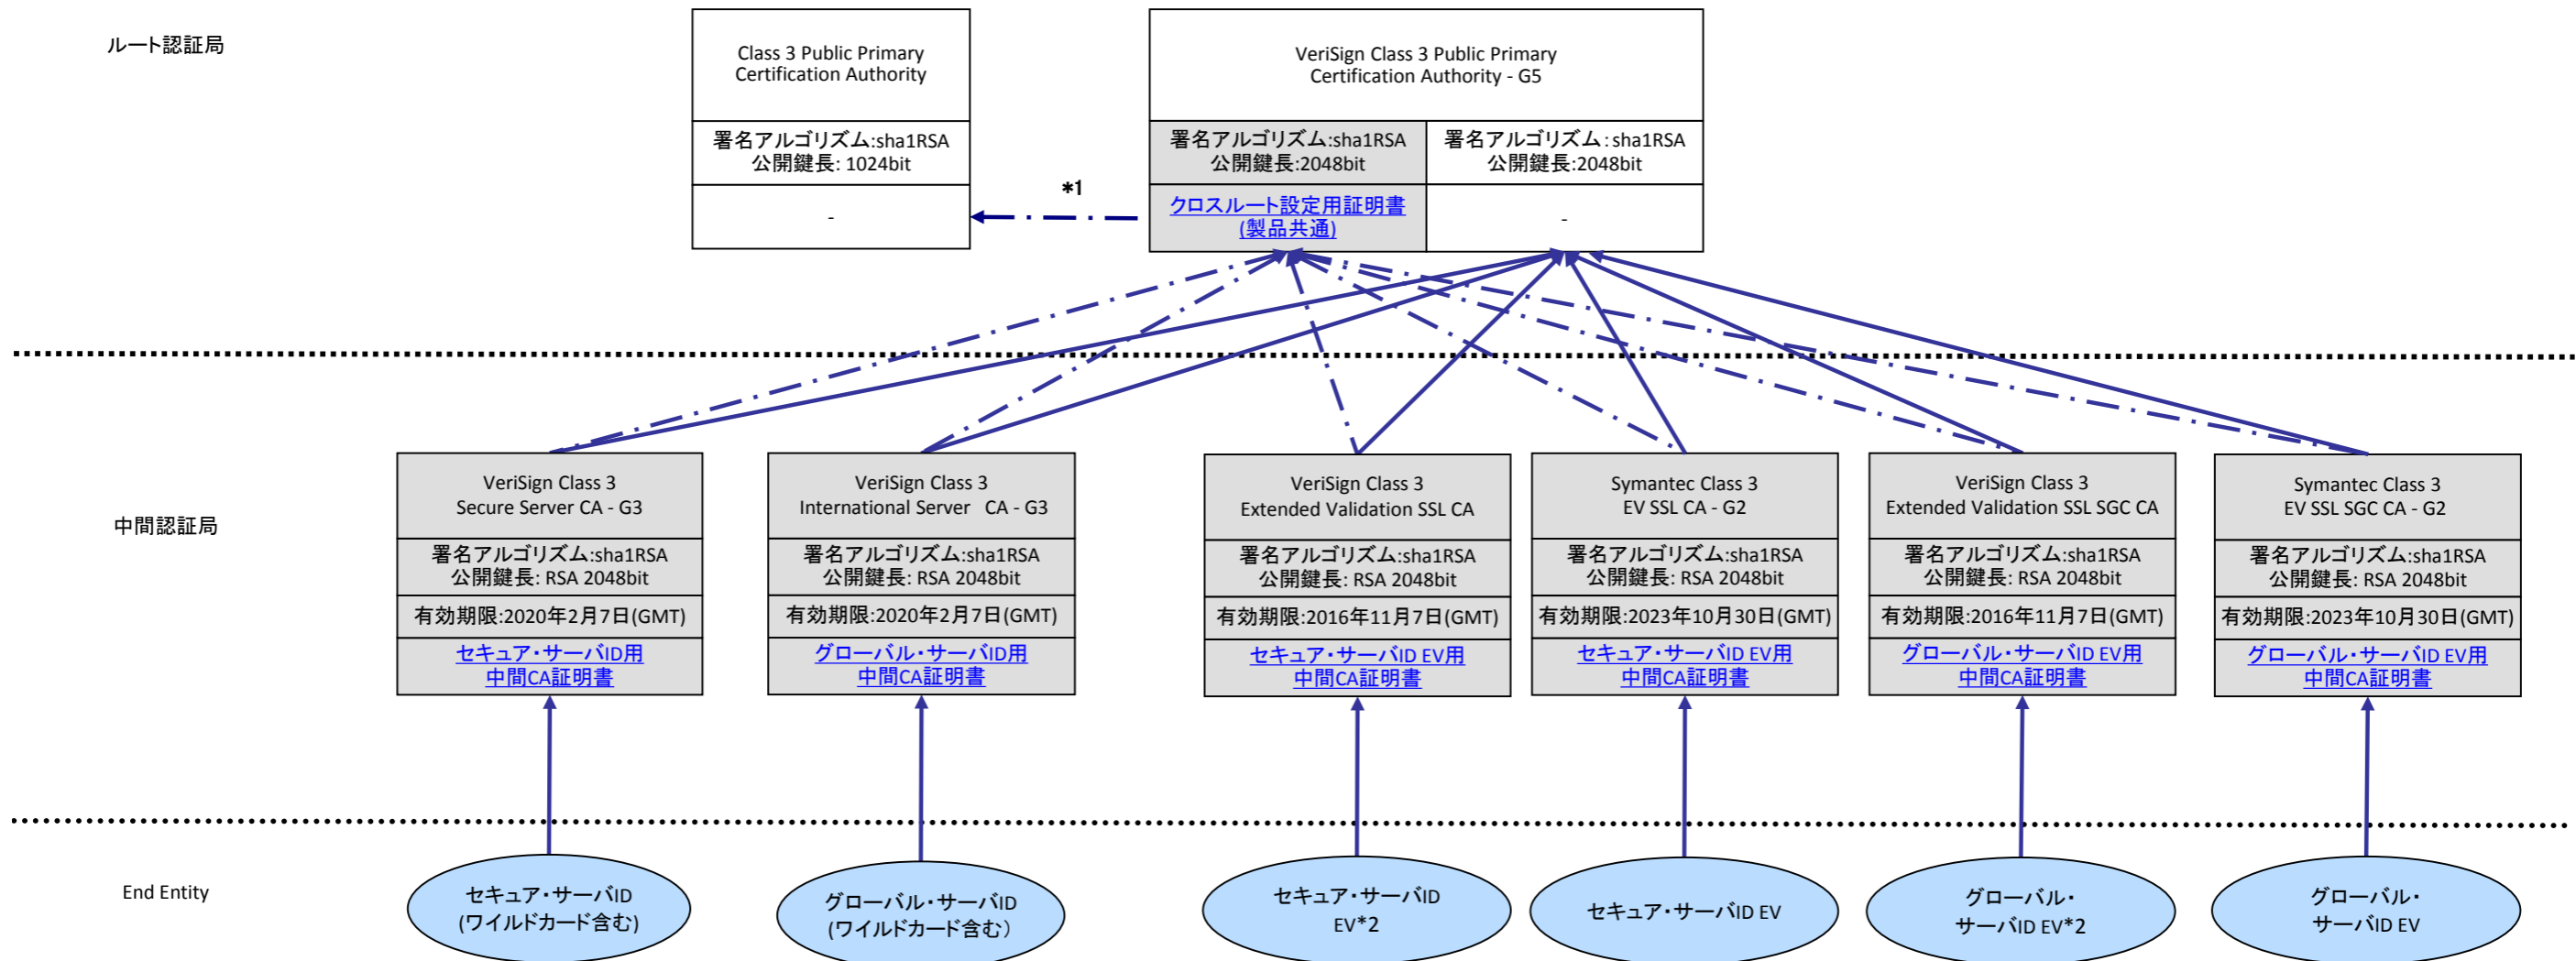 ルート認証局
Class 3 Public Primary
Certification Authority
署名アルゴリズム:sha1RSA
公開鍵長: 1024bit
-
*1
VeriSign Class 3 Public Primary
Certification Authority - G5
署名アルゴリズム:sha1RSA
公開鍵長:2048bit
クロスルート設定用証明書
(製品共通)
署名アルゴリズム：sha1RSA
公開鍵長:2048bit
-
中間認証局
VeriSign Class 3
Secure Server CA - G3
署名アルゴリズム:sha1RSA
公開鍵長: RSA 2048bit
有効期限:2020年2月7日(GMT)
セキュア・サーバID用
中間CA証明書
VeriSign Class 3
International Server CA - G3
署名アルゴリズム:sha1RSA
公開鍵長: RSA 2048bit
有効期限:2020年2月7日(GMT)
グローバル・サーバID用
中間CA証明書
VeriSign Class 3
Extended Validation SSL CA
署名アルゴリズム:sha1RSA
公開鍵長: RSA 2048bit
有効期限:2016年11月7日(GMT)
セキュア・サーバID EV用
中間CA証明書
Symantec Class 3
EV SSL CA - G2
署名アルゴリズム:sha1RSA
公開鍵長: RSA 2048bit
有効期限:2023年10月30日(GMT)
セキュア・サーバID EV用
中間CA証明書
VeriSign Class 3
Extended Validation SSL SGC CA
署名アルゴリズム:sha1RSA
公開鍵長: RSA 2048bit
有効期限:2016年11月7日(GMT)
グローバル・サーバID EV用
中間CA証明書
Symantec Class 3
EV SSL SGC CA - G2
署名アルゴリズム:sha1RSA
公開鍵長: RSA 2048bit
有効期限:2023年10月30日(GMT)
グローバル・サーバID EV用
中間CA証明書
End Entity
セキュア・サーバID
(ワイルドカード含む)
グローバル・サーバID
(ワイルドカード含む）
セキュア・サーバID
EV*2
セキュア・サーバID EV
グローバル・
サーバID EV*2
グローバル・
サーバID EV